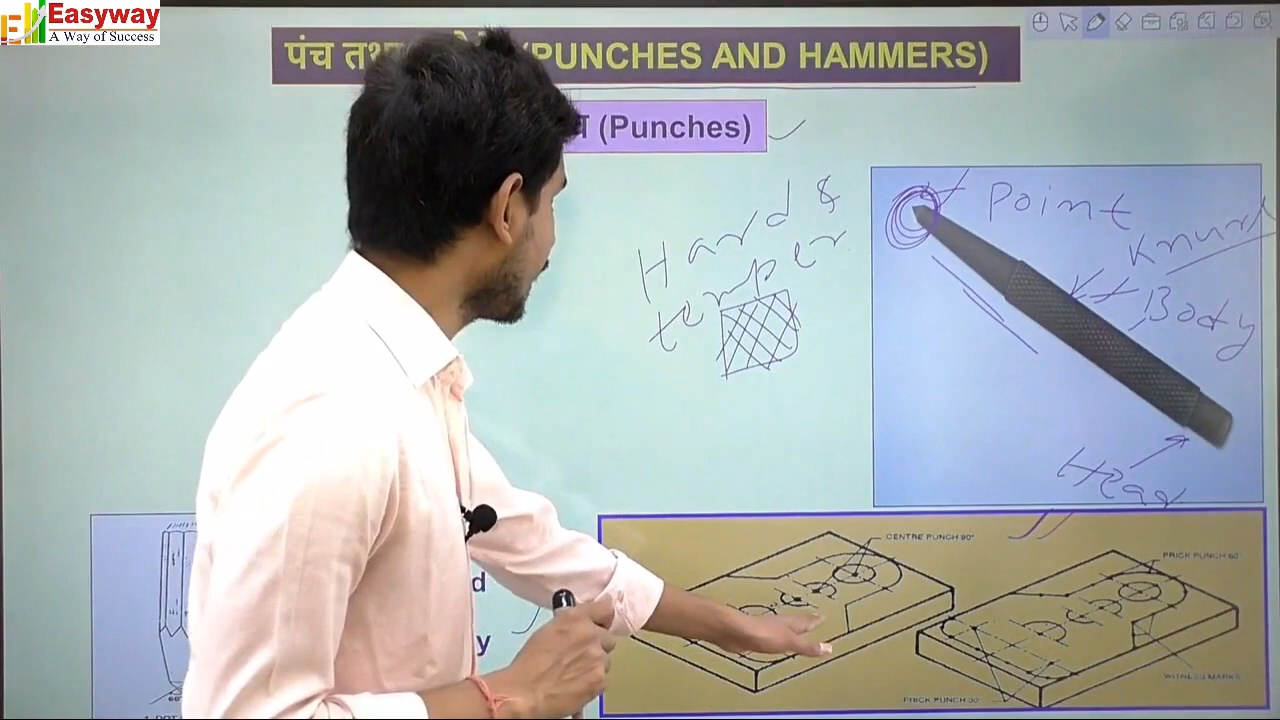 Easyway
A Way of Success
पंच (PUNCHES AND HAMMERS)
(Punches)
Hard &
temper
Point
Knurl
Body
Head
CENTRE PUNCH 90°
PRICK PUNCH 60°
WITNESS MARKS
PRICK PUNCH 30°